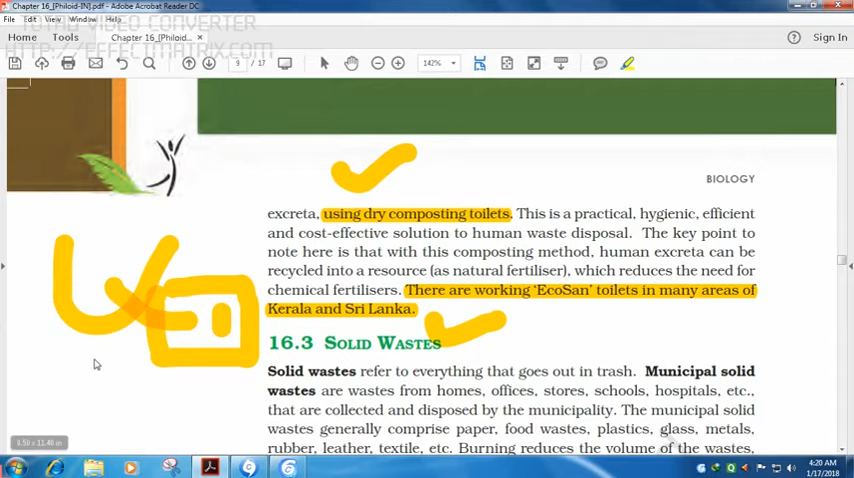 Chapter 16_[Philoid-IN].pdf - Adobe Acrobat Reader DC
File Edit View Window Help
TOTAL VIDEO CONVERTER
Home Tools Chapter 16_[Philoid... × Sign In
HTTP://EFFECTMATRIX.COM
9 / 17 142%
BIOLOGY
excreta, using dry composting toilets. This is a practical, hygienic, efficient
and cost-effective solution to human waste disposal. The key point to
note here is that with this composting method, human excreta can be
recycled into a resource (as natural fertiliser), which reduces the need for
chemical fertilisers. There are working ‘EcoSan’ toilets in many areas of
Kerala and Sri Lanka.
16.3 SOLID WASTES
Solid wastes refer to everything that goes out in trash. Municipal solid
wastes are wastes from homes, offices, stores, schools, hospitals, etc.,
that are collected and disposed by the municipality. The municipal solid
wastes generally comprise paper, food wastes, plastics, glass, metals,
rubber, leather, textile, etc. Burning reduces the volume of the wastes,
8.50 x 11.40 in
4:20 AM
1/17/2018